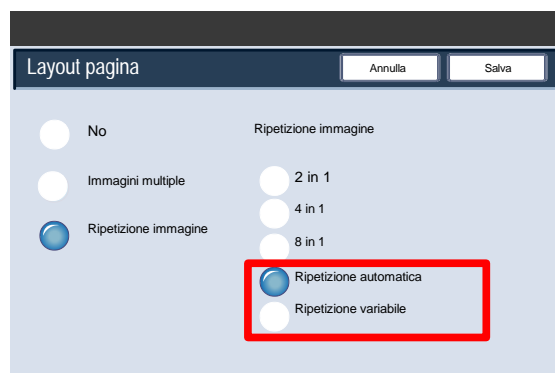 Layout pagina
Annulla
Salva
No
Immagini multiple
Ripetizione immagine
Ripetizione immagine
2 in 1
4 in 1
8 in 1
Ripetizione automatica
Ripetizione variabile